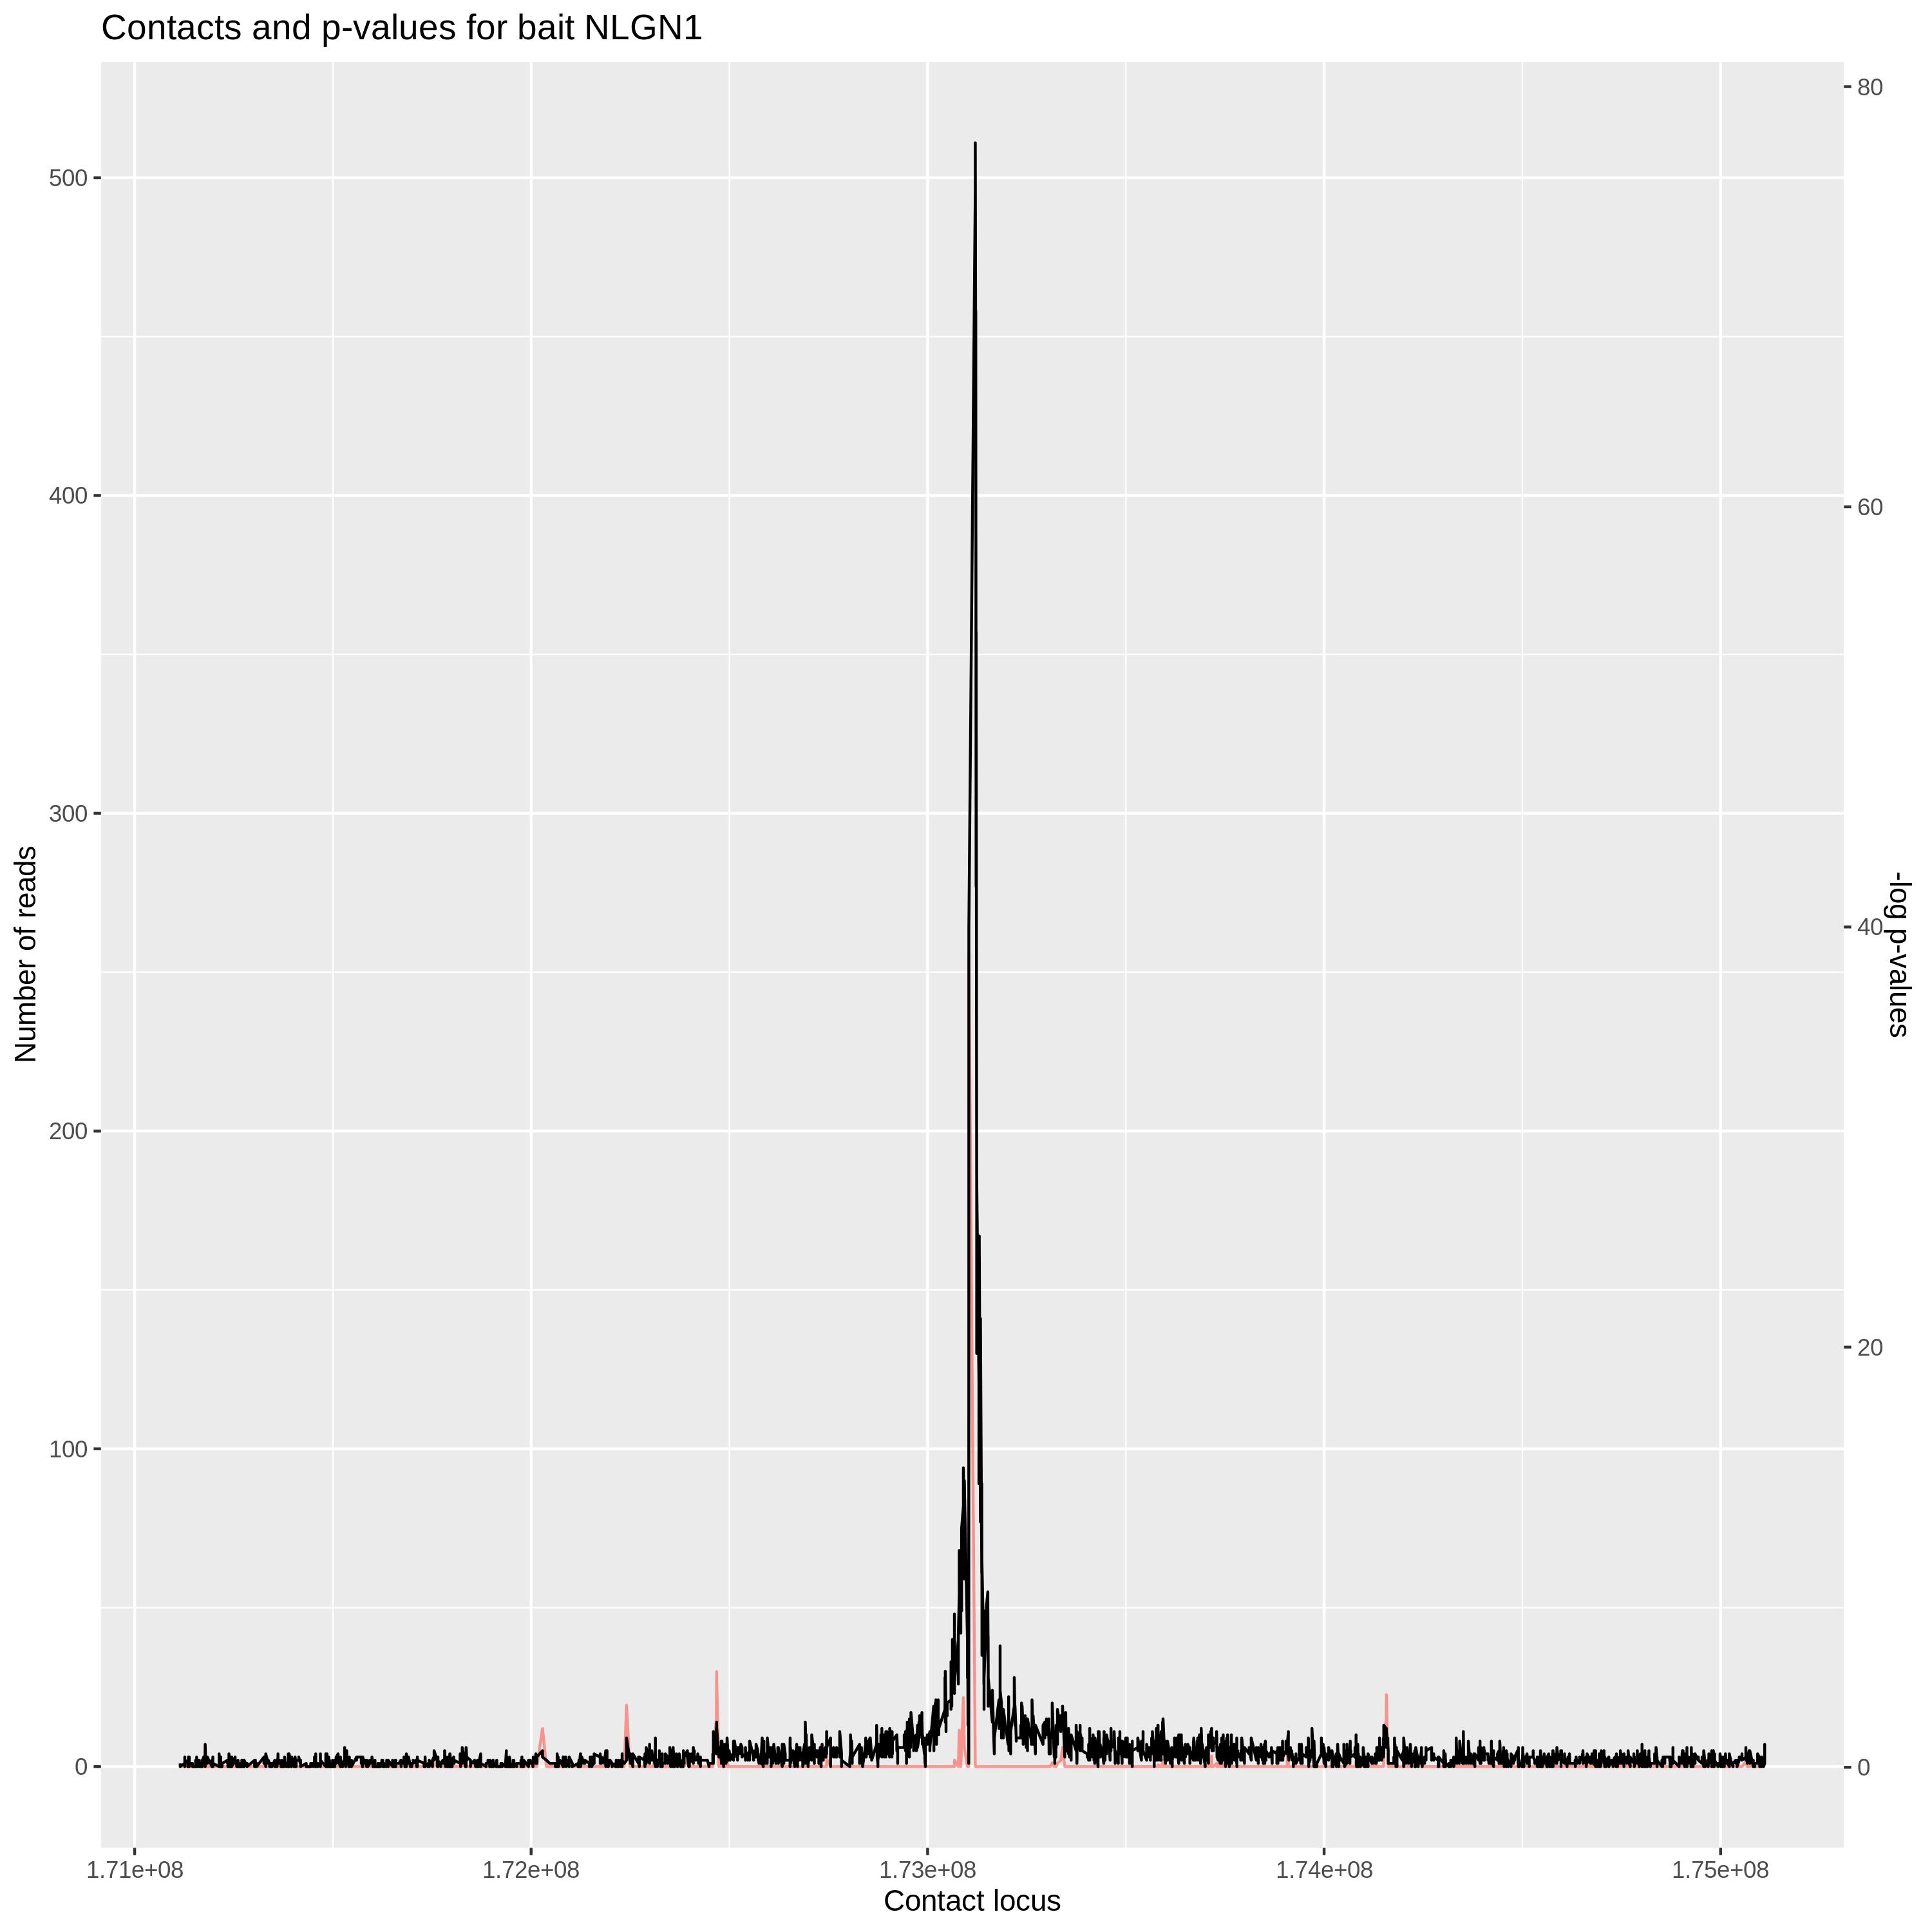 Contacts and p-values for bait NLGN1
500
400
300
200
100
0
Number of reads
80
60
40
20
0
-log p-values
1.71e+08
1.72e+08
1.73e+08
1.74e+08
1.75e+08
Contact locus